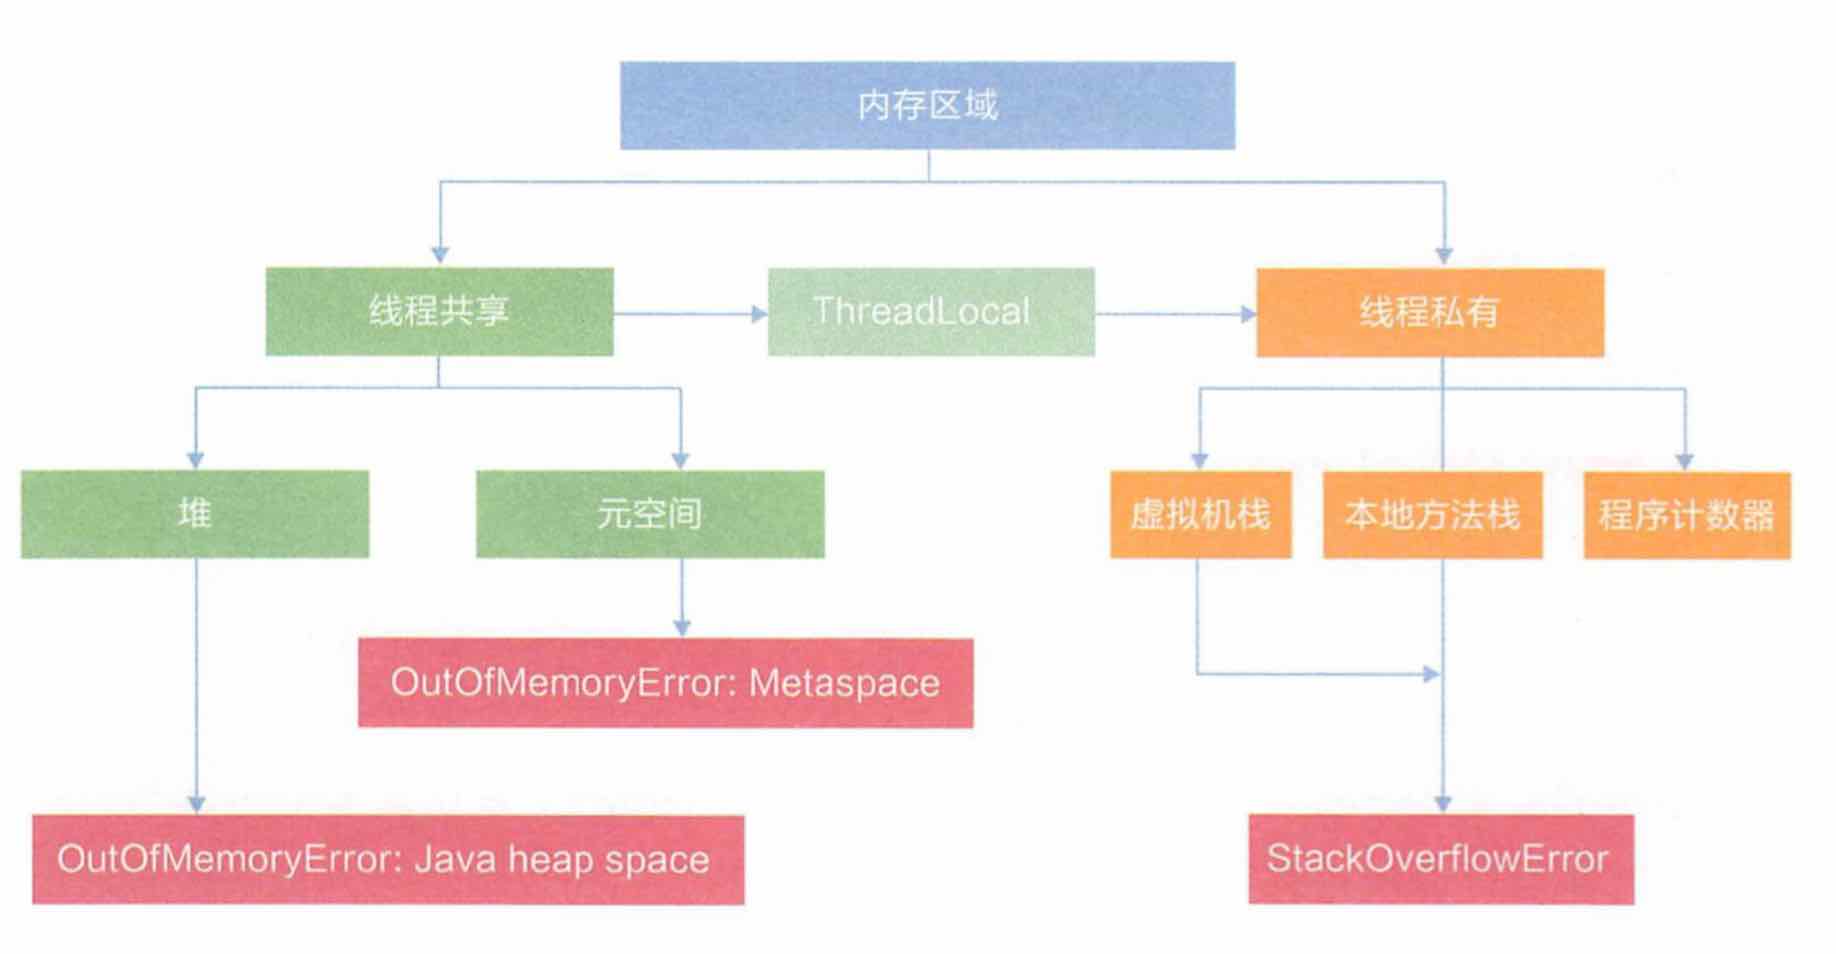 内存区域
线程共享
ThreadLocal
线程私有
堆
元空间
虚拟机栈
本地方法栈
程序计数器
OutOfMemoryError: Metaspace
OutOfMemoryError: Java heap space
StackOverflowError